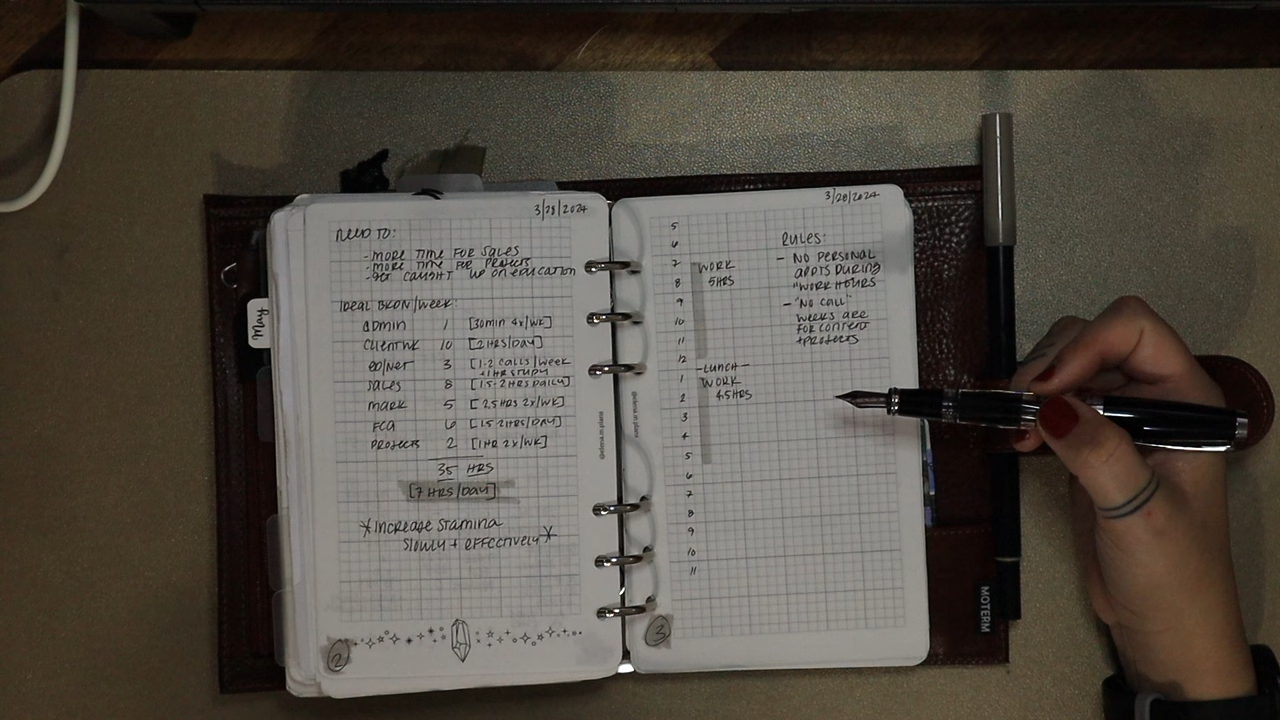 3/28/2024
NEED TO:
- MORE TIME FOR SALES
- MORE TIME FOR PROJECTS
- GET CAUGHT UP ON EDUCATION
IDEAL BKDN/WEEK:
admin 1 [30min 4x/WK]
CLIENTWK 10 [2HRS/DAY]
BD/NET 3 [1-2 CALLS/WEEK
+1HR STUDY]
SALES 8 [1.5-2HRS DAILY]
MARK 5 [2.5HRS 2x/WK]
FCA 6 [1.5-2HRS/DAY]
PROJECTS 2 [1HR 2x/WK]
35 HRS
[7 HRS/DAY]
*INCREASE STAMINA
SLOWLY + EFFECTIVELY*
2
@elena.m.plans
May
3/28/2024
5
6
7 WORK
8 5HRS
9
10
11
12
-LUNCH-
1 WORK
2 4.5HRS
3
4
5
6
7
8
9
10
11
RULES:
- NO PERSONAL
APPTS DURING
"WORK HOURS
- "NO CALL"
WEEKS ARE
FOR CONTENT
+PROJECTS
3
@elena.m.plans
MOTERM